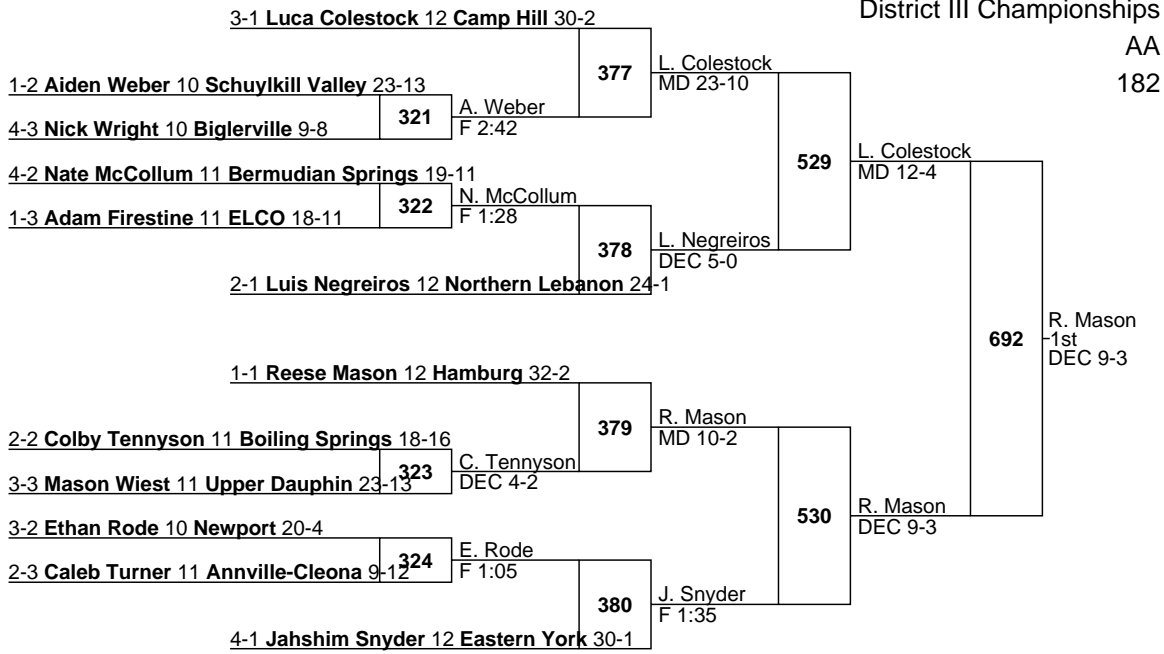 District III Championships
AA
182
3-1 Luca Colestock 12 Camp Hill 30-2
377
L. Colestock
MD 23-10
1-2 Aiden Weber 10 Schuylkill Valley 23-13
321
A. Weber
F 2:42
4-3 Nick Wright 10 Biglerville 9-8
529
L. Colestock
MD 12-4
4-2 Nate McCollum 11 Bermudian Springs 19-11
322
N. McCollum
F 1:28
1-3 Adam Firestine 11 ELCO 18-11
378
L. Negreiros
DEC 5-0
2-1 Luis Negreiros 12 Northern Lebanon 24-1
692
R. Mason
1st
DEC 9-3
1-1 Reese Mason 12 Hamburg 32-2
379
R. Mason
MD 10-2
2-2 Colby Tennyson 11 Boiling Springs 18-16
323
C. Tennyson
DEC 4-2
3-3 Mason Wiest 11 Upper Dauphin 23-13
530
R. Mason
DEC 9-3
3-2 Ethan Rode 10 Newport 20-4
324
E. Rode
F 1:05
2-3 Caleb Turner 11 Annville-Cleona 9-12
380
J. Snyder
F 1:35
4-1 Jahshim Snyder 12 Eastern York 30-1